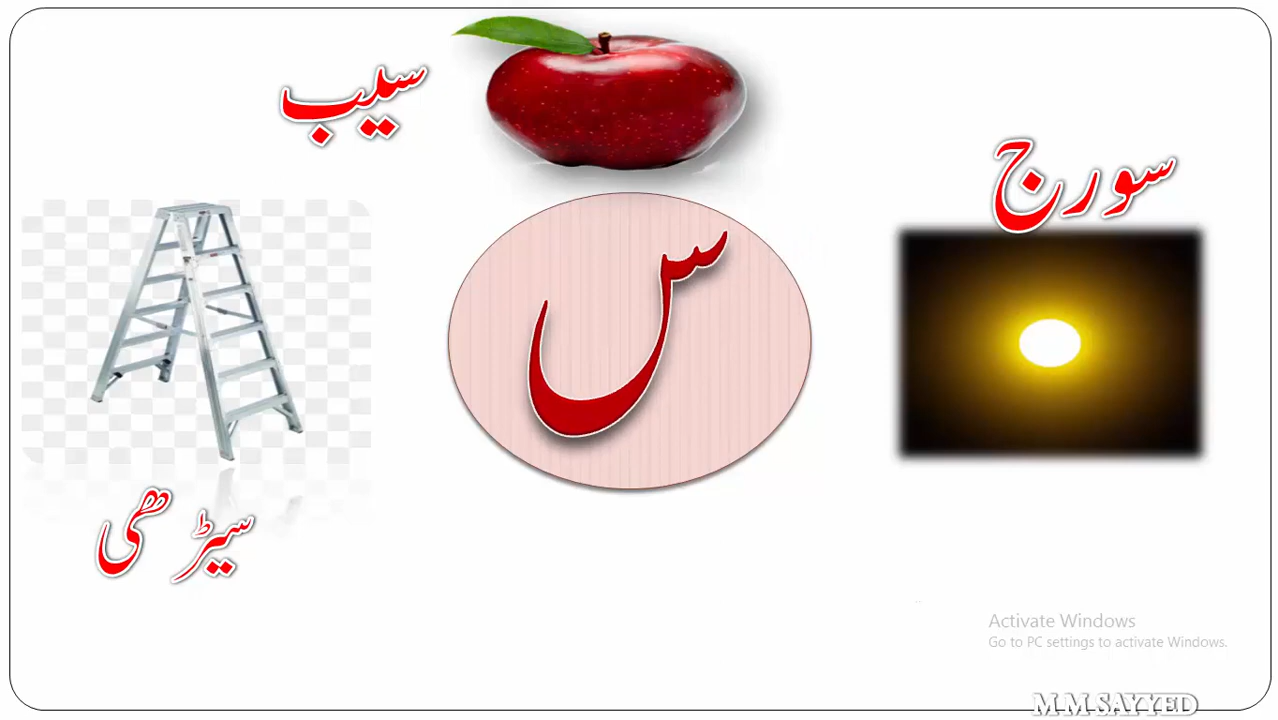 سیب
سورج
س
سیڑھی
Activate Windows
Go to PC settings to activate Windows.
M M SAYYED